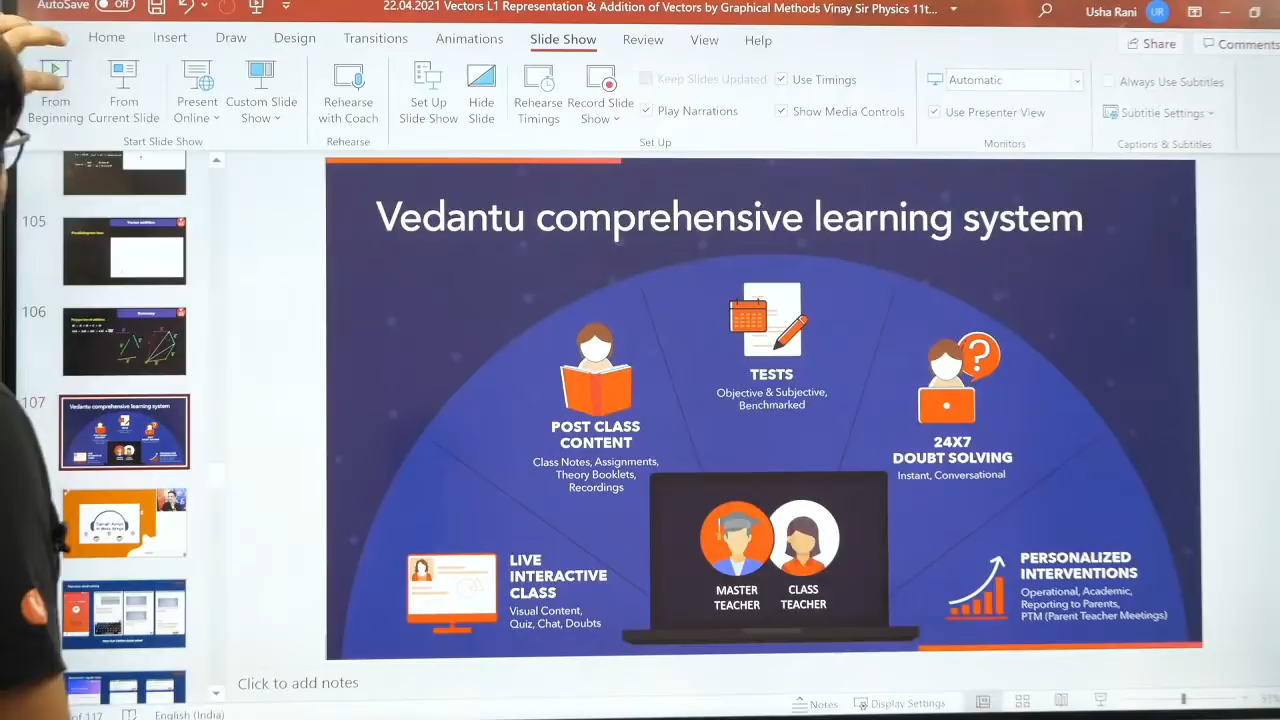 AutoSave Off
22.04.2021 Vectors L1 Representation & Addition of Vectors by Graphical Methods Vinay Sir Physics 11t...
Usha Rani UR
Home Insert Draw Design Transitions Animations Slide Show Review View Help
Share Comments
From
Beginning
From
Current Slide
Present
Online
Custom Slide
Show
Rehearse
with Coach
Set Up
Slide Show
Hide
Slide
Rehearse
Timings
Record Slide
Show
Keep Slides Updated
Play Narrations
Use Timings
Show Media Controls
Automatic
Use Presenter View
Always Use Subtitles
Subtitle Settings
Start Slide Show
Rehearse
Set Up
Monitors
Captions & Subtitles
105
106
Summary
107
Vedantu comprehensive learning system
Vedantu comprehensive learning system
TESTS
Objective & Subjective,
Benchmarked
POST CLASS
CONTENT
Class Notes, Assignments,
Theory Booklets,
Recordings
24X7
DOUBT SOLVING
Instant, Conversational
LIVE
INTERACTIVE
CLASS
Visual Content,
Quiz, Chat, Doubts
MASTER
TEACHER
CLASS
TEACHER
PERSONALIZED
INTERVENTIONS
Operational, Academic,
Reporting to Parents,
PTM (Parent Teacher Meetings)
Click to add notes
of 117
English (India)
Notes
Display Settings